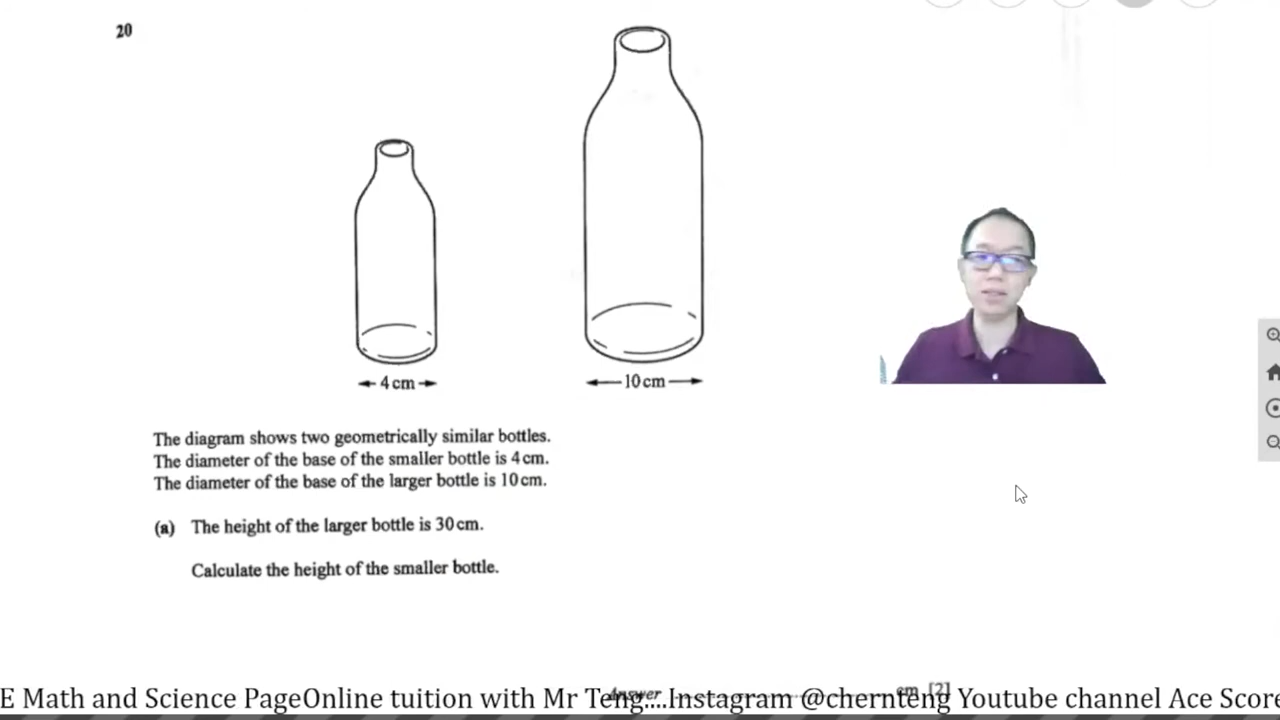 20
4 cm
10 cm
The diagram shows two geometrically similar bottles.
The diameter of the base of the smaller bottle is 4 cm.
The diameter of the base of the larger bottle is 10 cm.
(a) The height of the larger bottle is 30 cm.
Calculate the height of the smaller bottle.
Answer ........ cm [2]
E Math and Science PageOnline tuition with Mr Teng....Instagram @chernteng Youtube channel Ace Score